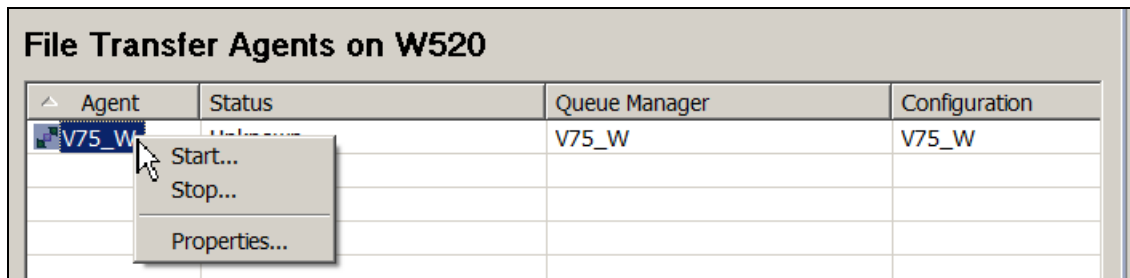 File Transfer Agents on W520
Agent Status Queue Manager Configuration
V75_W V75_W V75_W
Start...
Stop...
Properties...